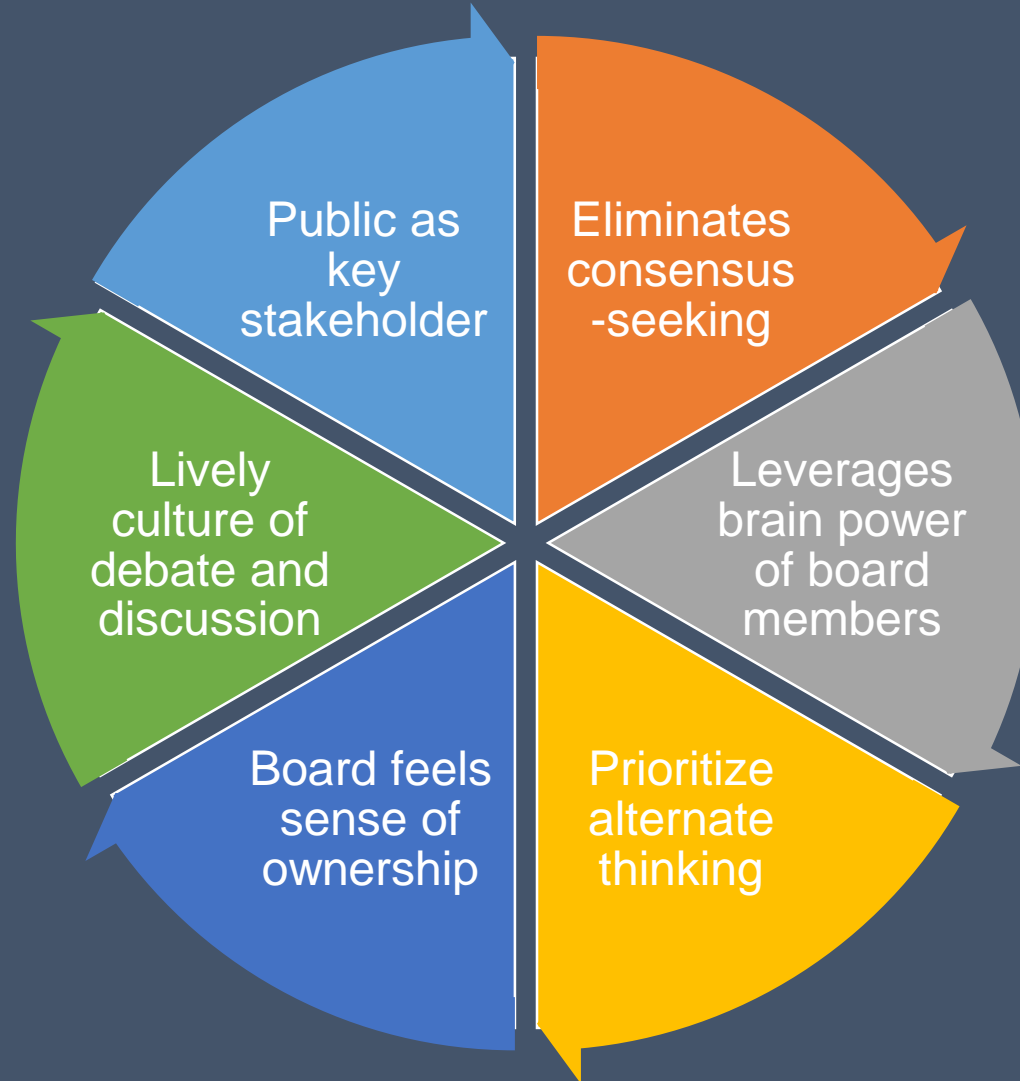 Public as
key
stakeholder
Eliminates
consensus
-seeking
Lively
culture of
debate and
discussion
Leverages
brain power
of board
members
Board feels
sense of
ownership
Prioritize
alternate
thinking